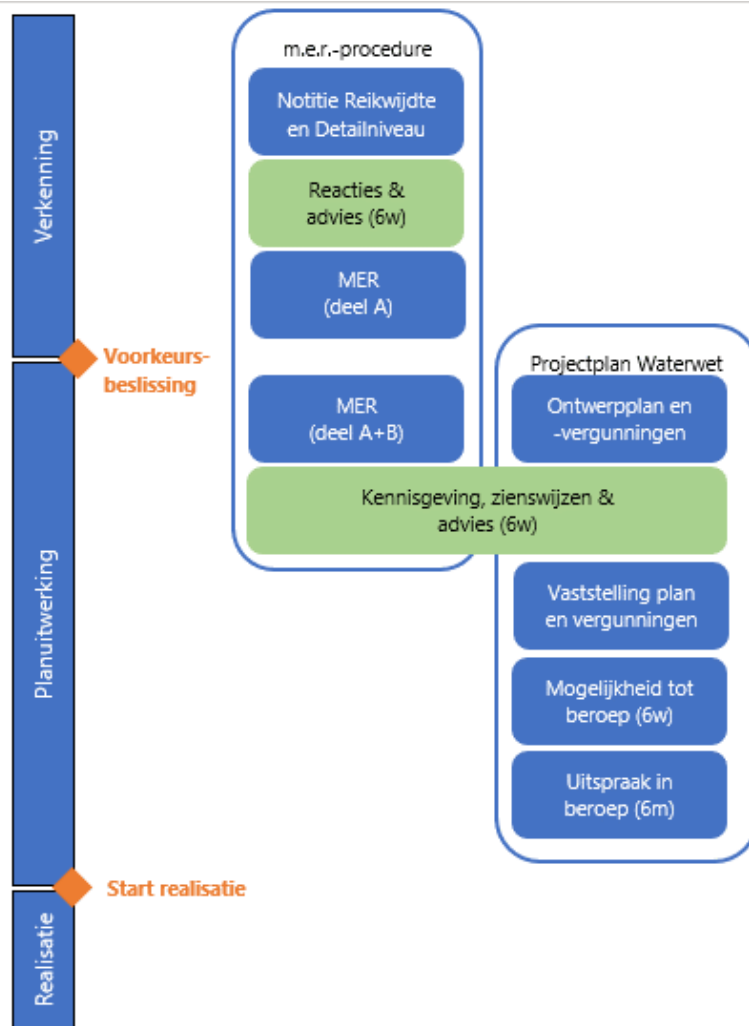 Verkenning
Planuitwerking
Realisatie
Voorkeurs-
beslissing
Start realisatie
m.e.r.-procedure
Notitie Reikwijdte
en Detailniveau
Reacties &
advies (6w)
MER
(deel A)
MER
(deel A+B)
Projectplan Waterwet
Ontwerpplan en
-vergunningen
Kennisgeving, zienswijzen &
advies (6w)
Vaststelling plan
en vergunningen
Mogelijkheid tot
beroep (6w)
Uitspraak in
beroep (6m)